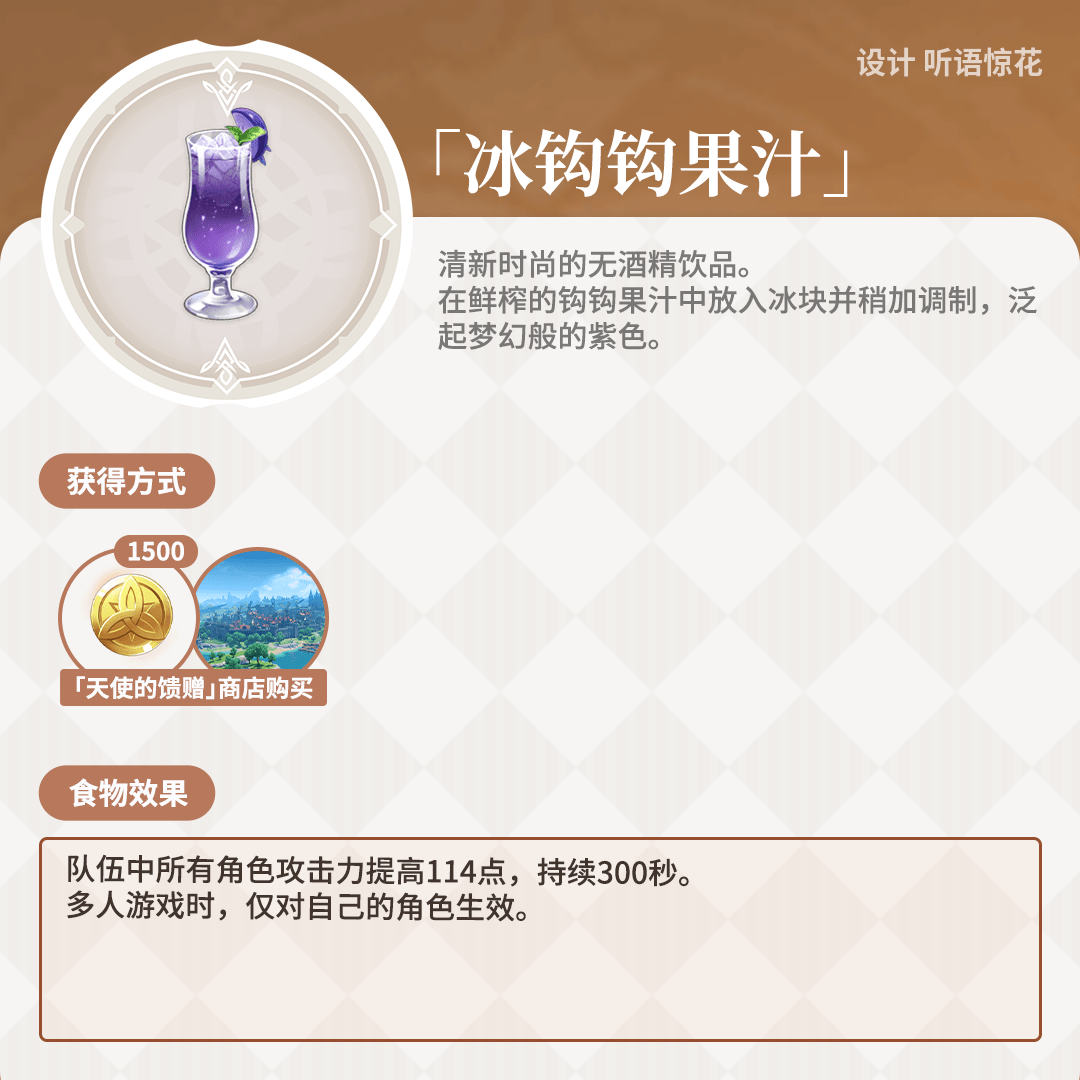 设计 听语惊花
「冰钩钩果汁」
清新时尚的无酒精饮品。
在鲜榨的钩钩果汁中放入冰块并稍加调制，泛
起梦幻般的紫色。
获得方式
1500
「天使的馈赠」商店购买
食物效果
队伍中所有角色攻击力提高114点，持续300秒。
多人游戏时，仅对自己的角色生效。